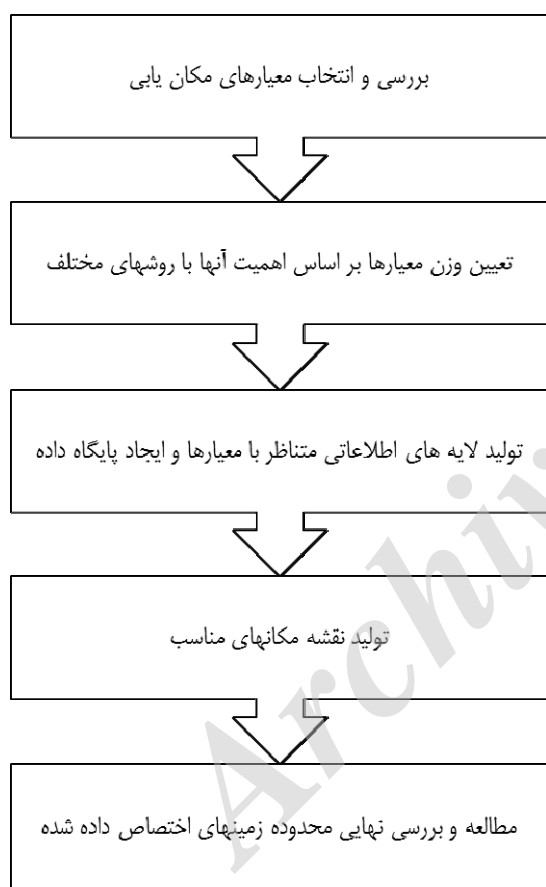 بررسی و انتخاب معیارهای مکان یابی
تعیین وزن معیارها بر اساس اهمیت آنها با روشهای مختلف
تولید لایه های اطلاعاتی متناظر با معیارها و ایجاد پایگاه داده
تولید نقشه مکانهای مناسب
مطالعه و بررسی نهایی محدوده زمینهای اختصاص داده شده